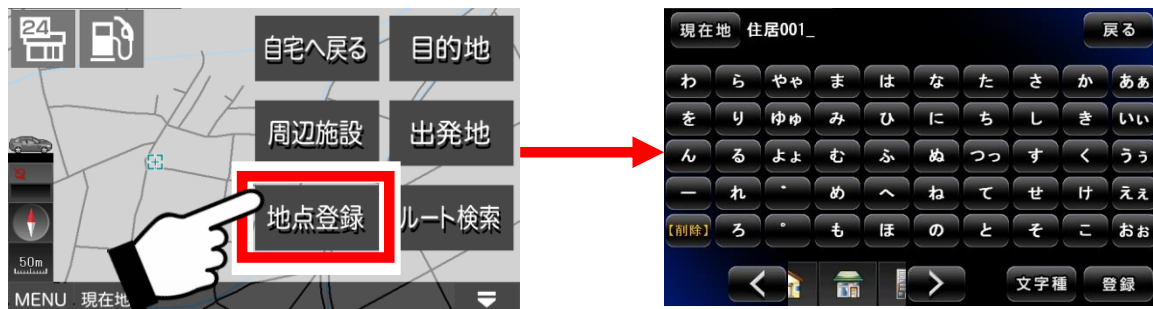 24
自宅へ戻る 目的地
周辺施設 出発地
地点登録 ルート検索
50m
MENU 現在地
現在地 住居001_ 戻る
わ ら やゃ ま は な た さ か あぁ
を り ゆゅ み ひ に ち し き いぃ
ん る よょ む ふ ぬ つっ す く うぅ
ー れ ゛ め へ ね て せ け えぇ
【削除】 ろ ゜ も ほ の と そ こ おぉ
文字種 登録